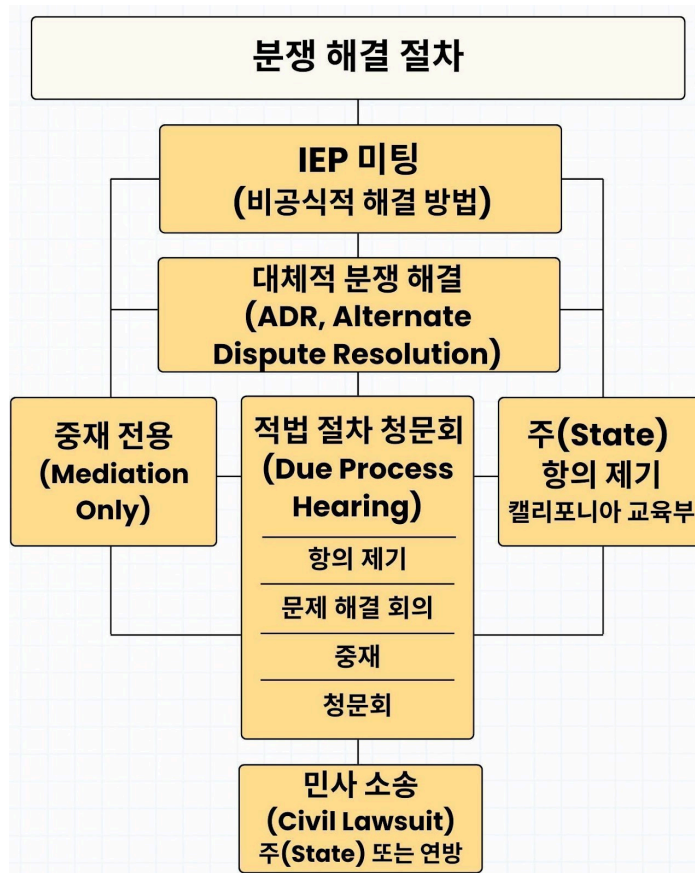 분쟁 해결 절차
IEP 미팅
(비공식적 해결 방법)
대체적 분쟁 해결
(ADR, Alternate
Dispute Resolution)
중재 전용
(Mediation
Only)
적법 절차 청문회
(Due Process
Hearing)
항의 제기
문제 해결 회의
중재
청문회
주(State)
항의 제기
캘리포니아 교육부
민사 소송
(Civil Lawsuit)
주(State) 또는 연방